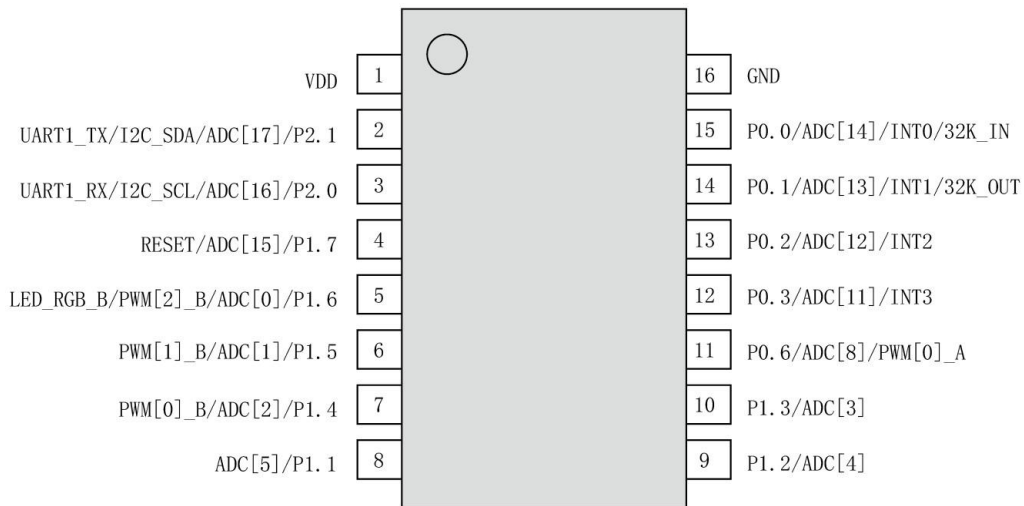 VDD 1 16 GND
UART1_TX/I2C_SDA/ADC[17]/P2.1 2 15 P0.0/ADC[14]/INT0/32K_IN
UART1_RX/I2C_SCL/ADC[16]/P2.0 3 14 P0.1/ADC[13]/INT1/32K_OUT
RESET/ADC[15]/P1.7 4 13 P0.2/ADC[12]/INT2
LED_RGB_B/PWM[2]_B/ADC[0]/P1.6 5 12 P0.3/ADC[11]/INT3
PWM[1]_B/ADC[1]/P1.5 6 11 P0.6/ADC[8]/PWM[0]_A
PWM[0]_B/ADC[2]/P1.4 7 10 P1.3/ADC[3]
ADC[5]/P1.1 8 9 P1.2/ADC[4]